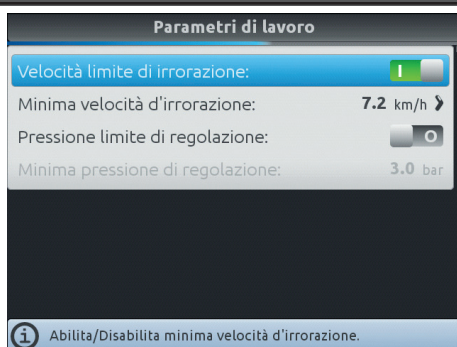 Parametri di lavoro
Velocità limite di irrorazione: I
Minima velocità d'irrorazione: 7.2 km/h
Pressione limite di regolazione: O
Minima pressione di regolazione: 3.0 bar
i Abilita/Disabilita minima velocità d'irrorazione.